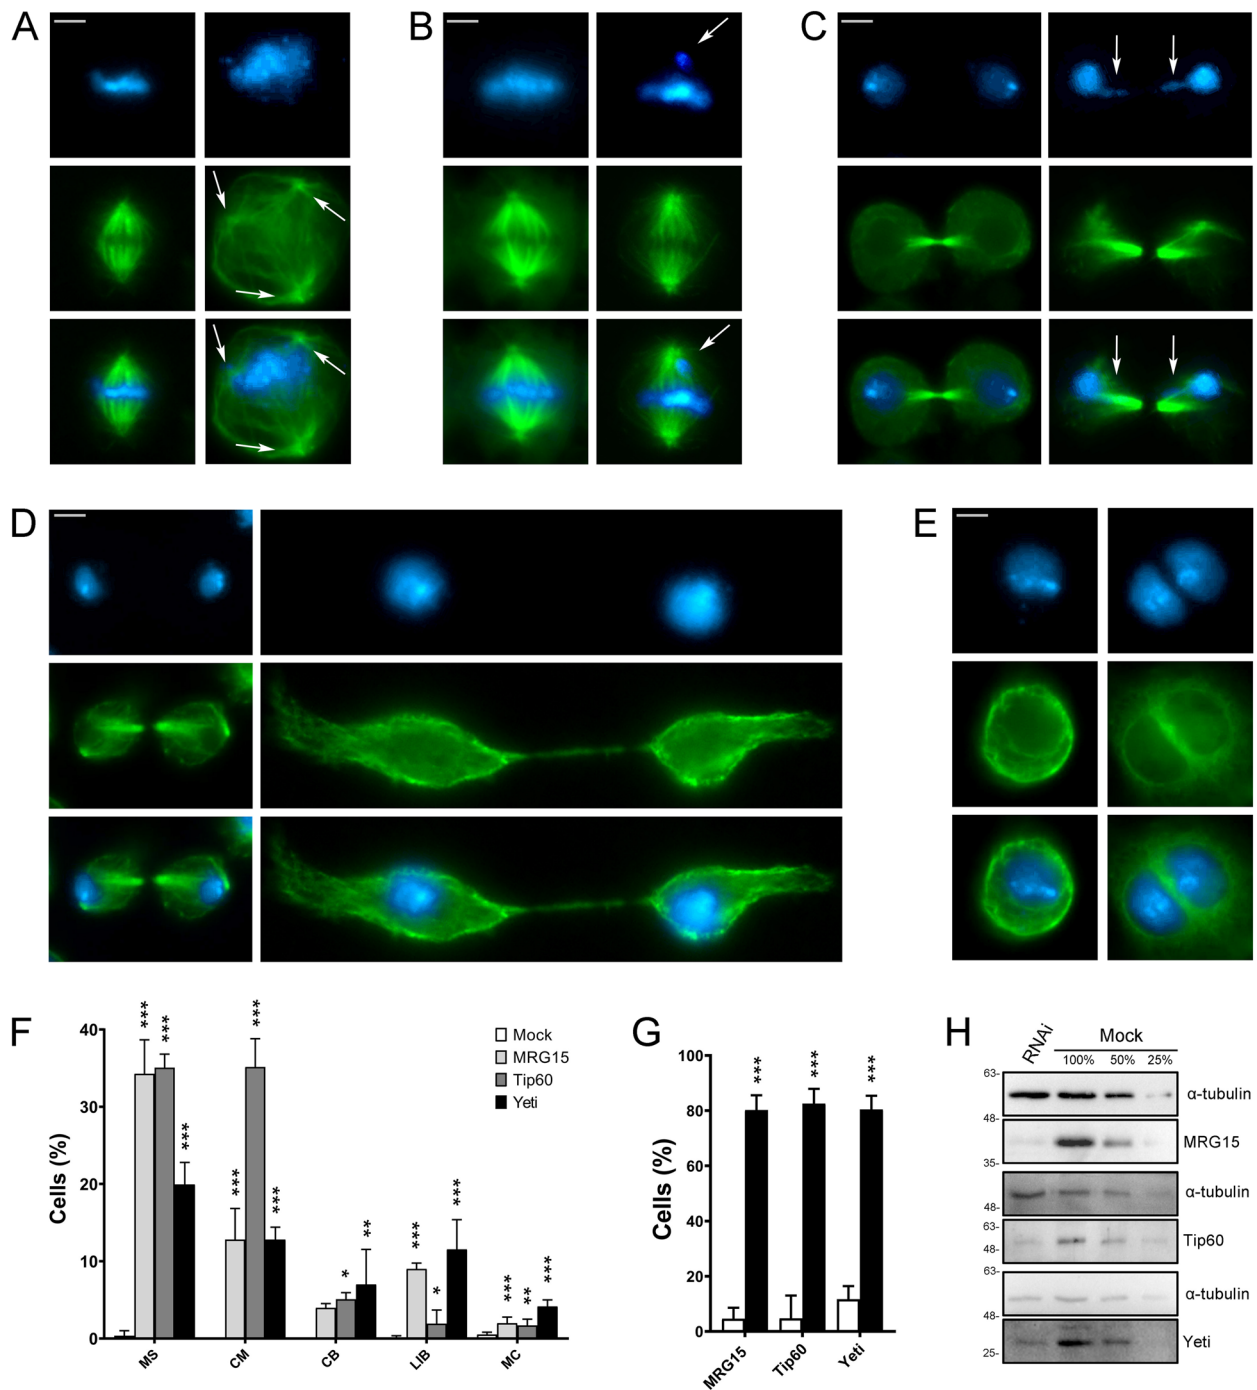 A
B
C
D
E
F
40
30
20
10
0
Cells (%)
***
***
***
***
***
***
*
**
***
*
***
***
**
***
Mock
MRG15
Tip60
Yeti
MS
CM
CB
LIB
MC
G
100
80
60
40
20
0
Cells (%)
***
***
***
MRG15
Tip60
Yeti
H
RNAi
Mock
100% 50% 25%
63-
α-tubulin
48-
MRG15
35-
α-tubulin
48-
63-
Tip60
48-
63-
α-tubulin
48-
Yeti
25-